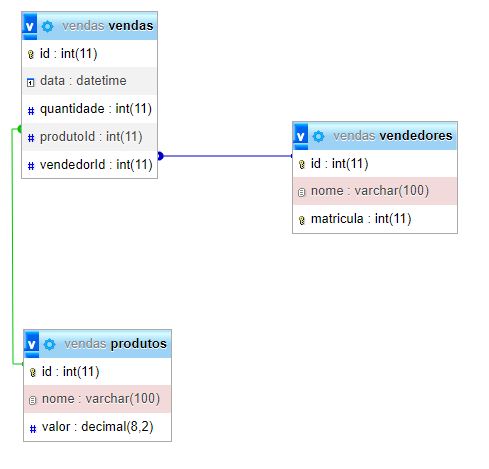 v vendas vendas
id : int(11)
data : datetime
# quantidade : int(11)
# produtoId : int(11)
# vendedorId : int(11)
v vendas vendedores
id : int(11)
nome : varchar(100)
matricula : int(11)
v vendas produtos
id : int(11)
nome : varchar(100)
# valor : decimal(8,2)